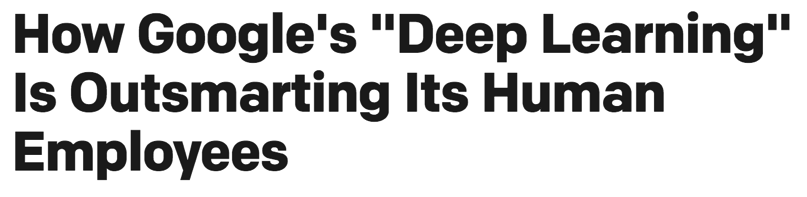 How Google's "Deep Learning"
Is Outsmarting Its Human
Employees